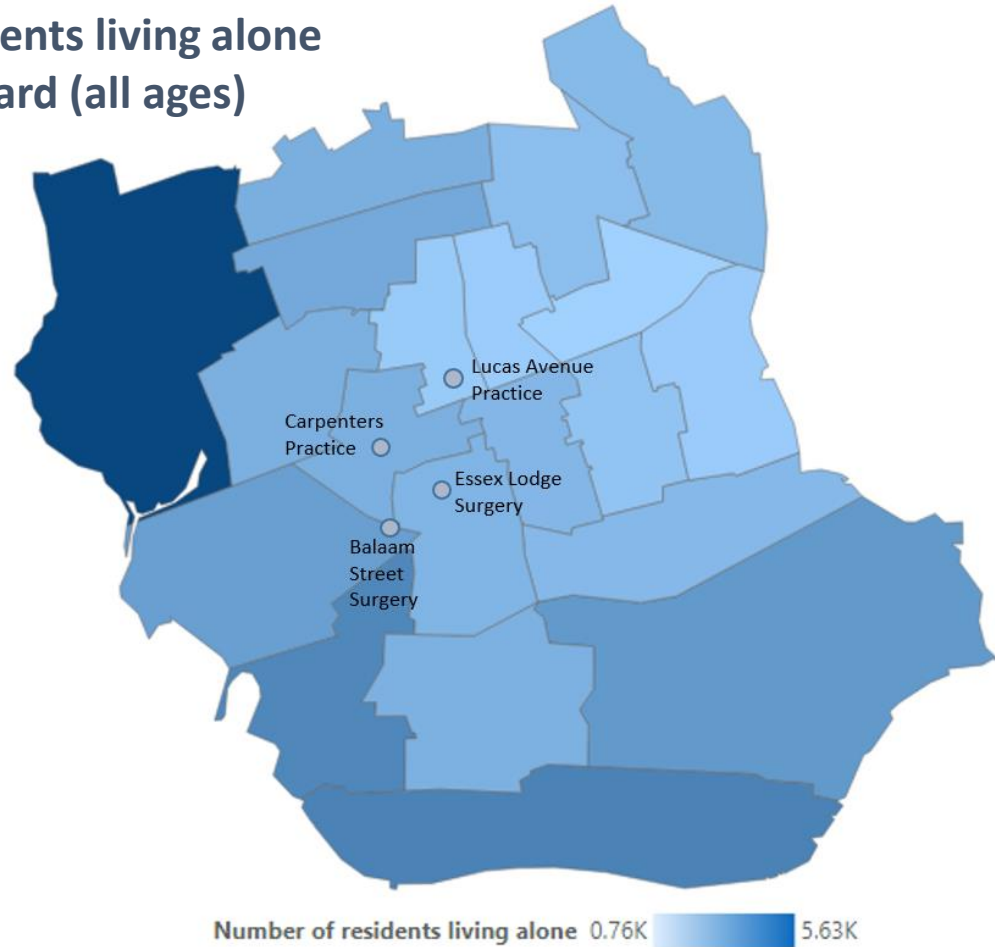 ents living alone
ard (all ages)
Lucas Avenue
Practice
Carpenters
Practice
Essex Lodge
Surgery
Balaam
Street
Surgery
Number of residents living alone 0.76K 5.63K